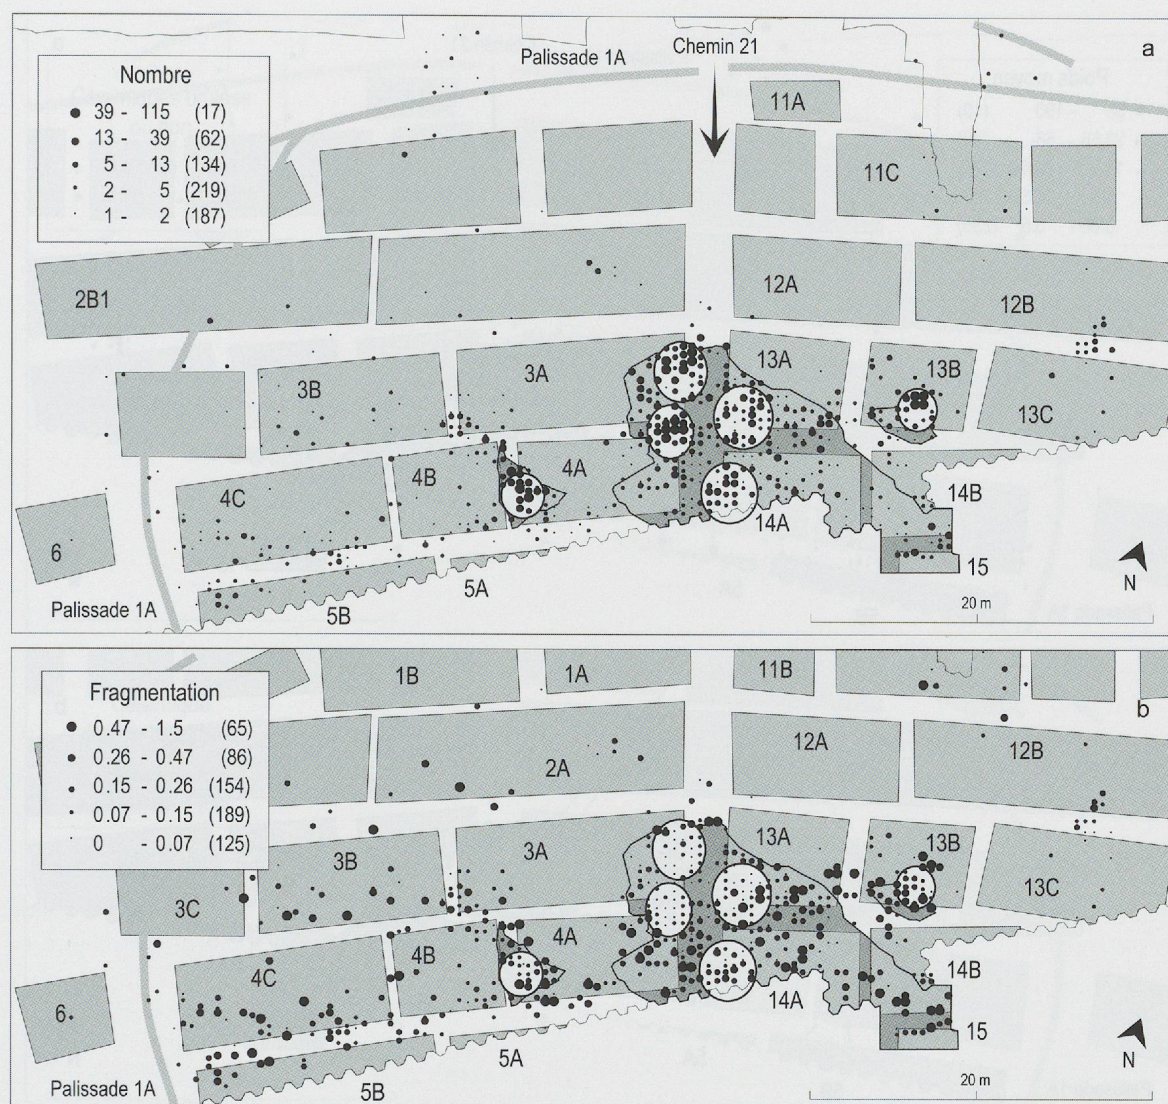 a
Palissade 1A
Chemin 21
Nombre
39 - 115 (17)
13 - 39 (62)
5 - 13 (134)
2 - 5 (219)
1 - 2 (187)
11A
11C
2B1
12A
12B
3B
3A
13A
13B
13C
4C
4B
4A
14A
14B
6
15
Palissade 1A
5B
5A
N
20 m
b
Fragmentation
0.47 - 1.5 (65)
0.26 - 0.47 (86)
0.15 - 0.26 (154)
0.07 - 0.15 (189)
0 - 0.07 (125)
1B
1A
11B
2A
12A
12B
3C
3B
3A
13A
13B
13C
4C
4B
4A
14A
14B
6
15
Palissade 1A
5B
5A
N
20 m